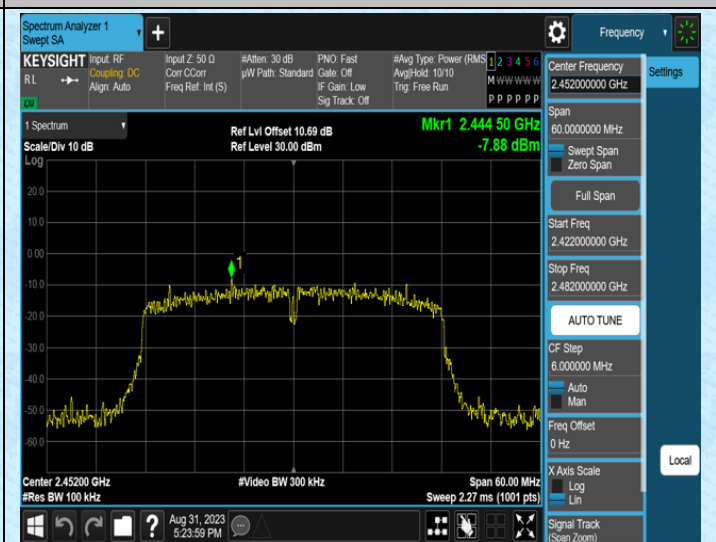 Spectrum Analyzer 1
Swept SA
+
Frequency
KEYSIGHT
R L
LXI
Input: RF
Coupling: DC
Align: Auto
Input Z: 50 Ω
Corr CCorr
Freq Ref: Int (S)
#Atten: 30 dB
µW Path: Standard
PNO: Fast
Gate: Off
IF Gain: Low
Sig Track: Off
#Avg Type: Power (RMS
Avg|Hold: 10/10
Trig: Free Run
1 2 3 4 5 6
M W W W W W
P P P P P P
1 Spectrum
Scale/Div 10 dB
Log
Ref Lvl Offset 10.69 dB
Ref Level 30.00 dBm
Mkr1 2.444 50 GHz
-7.88 dBm
20.0
10.0
0.00
-10.0
-20.0
-30.0
-40.0
-50.0
-60.0
1
Center 2.45200 GHz
#Res BW 100 kHz
#Video BW 300 kHz
Span 60.00 MHz
Sweep 2.27 ms (1001 pts)
?
Aug 31, 2023
5:23:59 PM
Center Frequency
2.452000000 GHz
Span
60.0000000 MHz
Swept Span
Zero Span
Full Span
Start Freq
2.422000000 GHz
Stop Freq
2.482000000 GHz
AUTO TUNE
CF Step
6.000000 MHz
Auto
Man
Freq Offset
0 Hz
X Axis Scale
Log
Lin
Signal Track
(Span Zoom)
Settings
Local